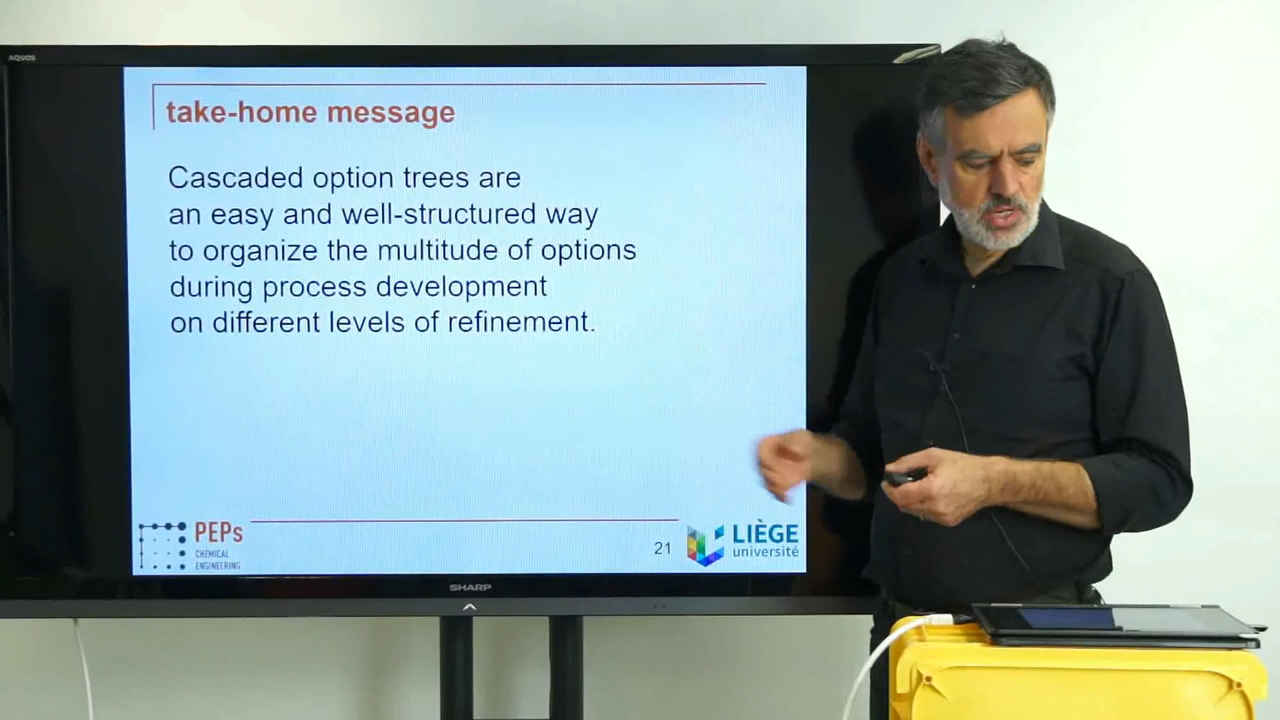 AQUOS
take-home message
Cascaded option trees are
an easy and well-structured way
to organize the multitude of options
during process development
on different levels of refinement.
PEPs
CHEMICAL
ENGINEERING
21
LIÈGE
université
SHARP